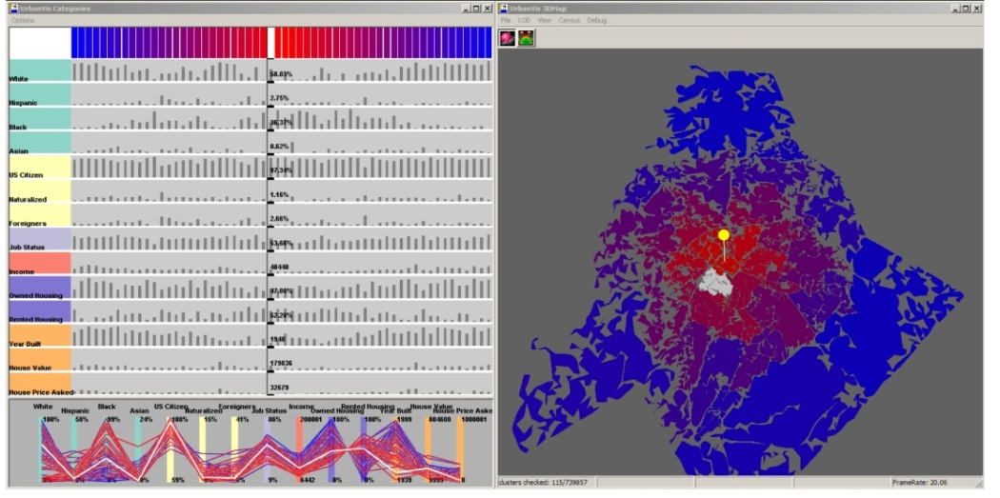 UrbanVis Categories
Options
White
58.03%
Hispanic
2.75%
Black
36.37%
Asian
0.62%
US Citizen
97.34%
Naturalized
1.16%
Foreigners
2.66%
Job Status
53.66%
Income
40440
Owned Housing
47.80%
Rented Housing
52.20%
Year Built
1940
House Value
179036
House Price Asked
32679
White Hispanic Black Asian US Citizen Naturalized Foreigners Job Status Income Owned Housing Rented Housing Year Built House Value House Price Aske
100% 50% 99% 24% 100% 15% 41% 86% 200001 100% 100% 1999 804600 1000001
0% 0% 0% 0% 59% 0% 0% 9% 6442 0% 0% 1939 9999 0
UrbanVis 3DMap
File LOD View Census Debug
clusters checked: 115/739857
FrameRate: 20.06